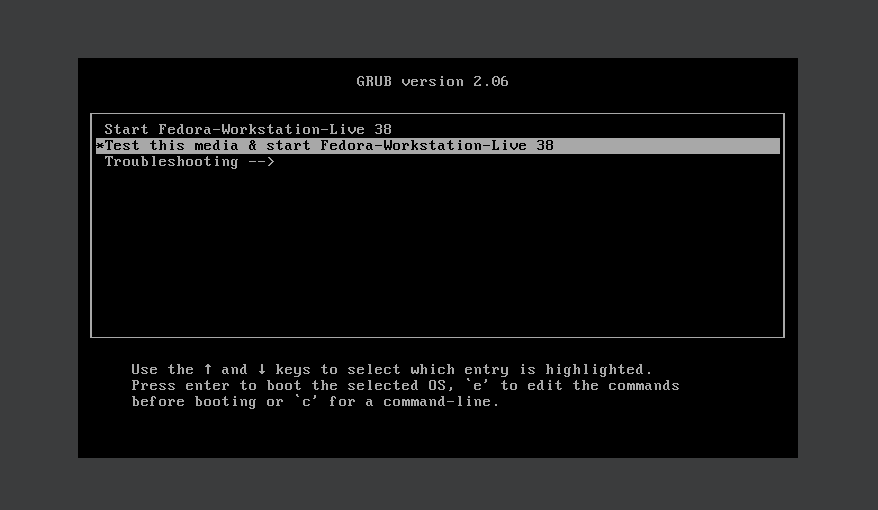 GRUB version 2.06
Start Fedora-Workstation-Live 38
*Test this media & start Fedora-Workstation-Live 38
Troubleshooting -->
Use the ↑ and ↓ keys to select which entry is highlighted.
Press enter to boot the selected OS, `e' to edit the commands
before booting or `c' for a command-line.